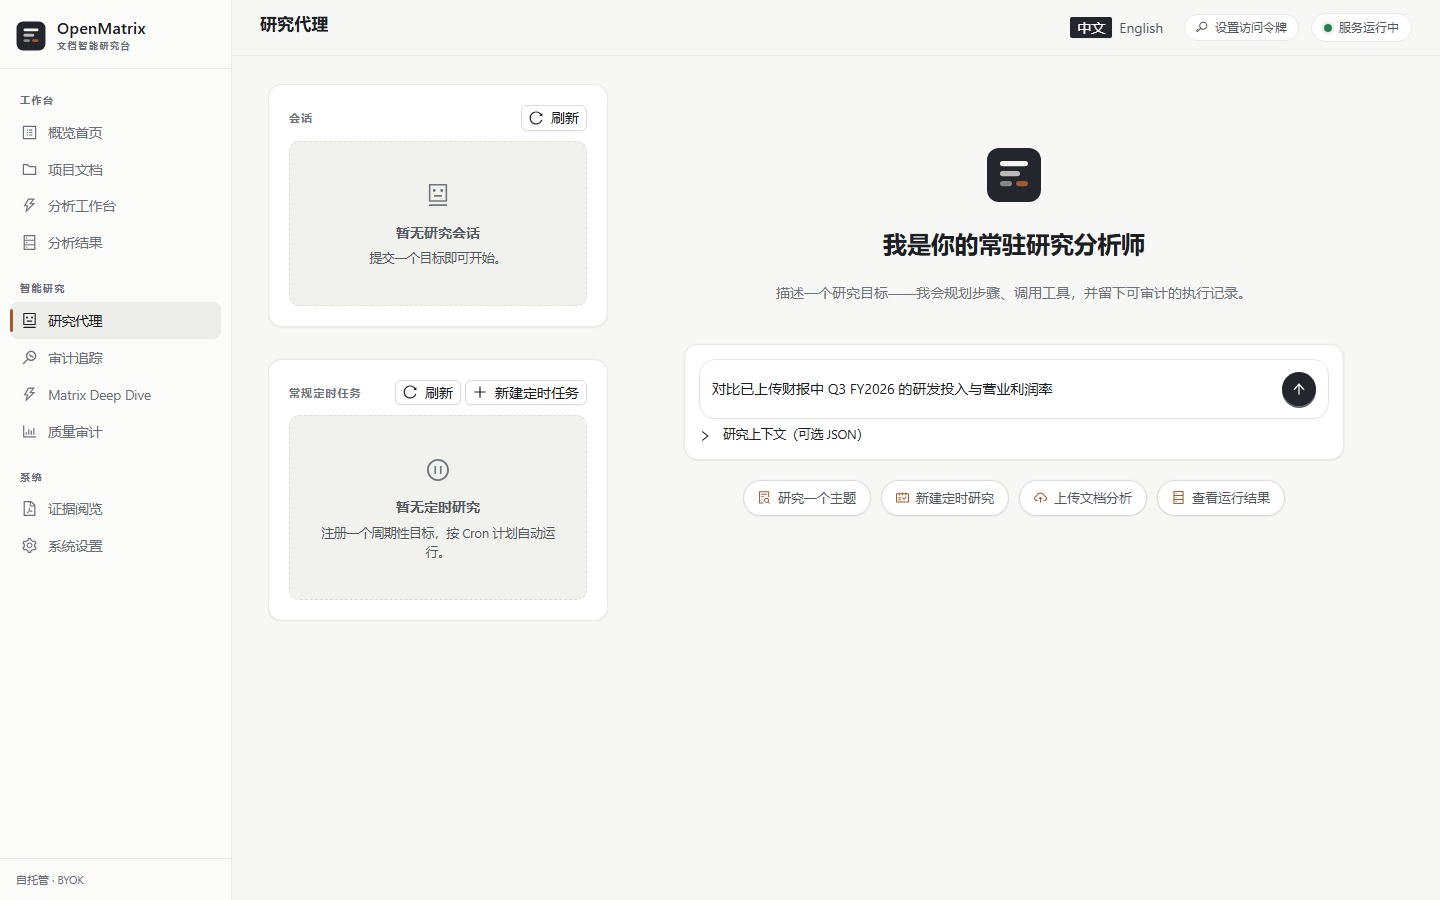 OpenMatrix
文档智能研究台
工作台
概览首页
项目文档
分析工作台
分析结果
智能研究
研究代理
审计追踪
Matrix Deep Dive
质量审计
系统
证据阅览
系统设置
自托管 · BYOK
研究代理
中文 English 设置访问令牌 服务运行中
会话 刷新
暂无研究会话
提交一个目标即可开始。
常规定时任务 刷新 新建定时任务
暂无定时研究
注册一个周期性目标，按 Cron 计划自动运
行。
我是你的常驻研究分析师
描述一个研究目标——我会规划步骤、调用工具，并留下可审计的执行记录。
对比已上传财报中 Q3 FY2026 的研发投入与营业利润率
研究上下文（可选 JSON）
研究一个主题 新建定时研究 上传文档分析 查看运行结果